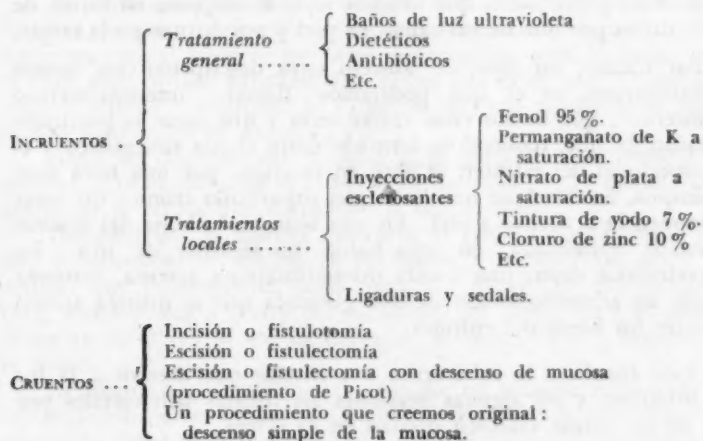 Baños de luz ultravioleta
Tratamiento Dietéticos
general ........ Antibióticos
Etc.
INCRUENTOS ..
Fenol 95 %.
Permanganato de K a
saturación.
Inyecciones Nitrato de plata a
esclerosantes saturación.
Tratamientos Tintura de yodo 7 %.
locales ........ Cloruro de zinc 10 %
Etc.
Ligaduras y sedales.
Incisión o fistulotomía
Escisión o fistulectomía
CRUENTOS .... Escisión o fistulectomía con descenso de mucosa
(procedimiento de Picot)
Un procedimiento que creemos original :
descenso simple de la mucosa.